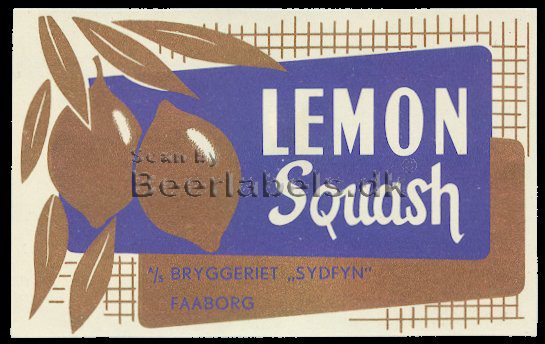 LEMON
Squash
Scan by
Beerlabels.dk
A/S BRYGGERIET „SYDFYN"
FAABORG